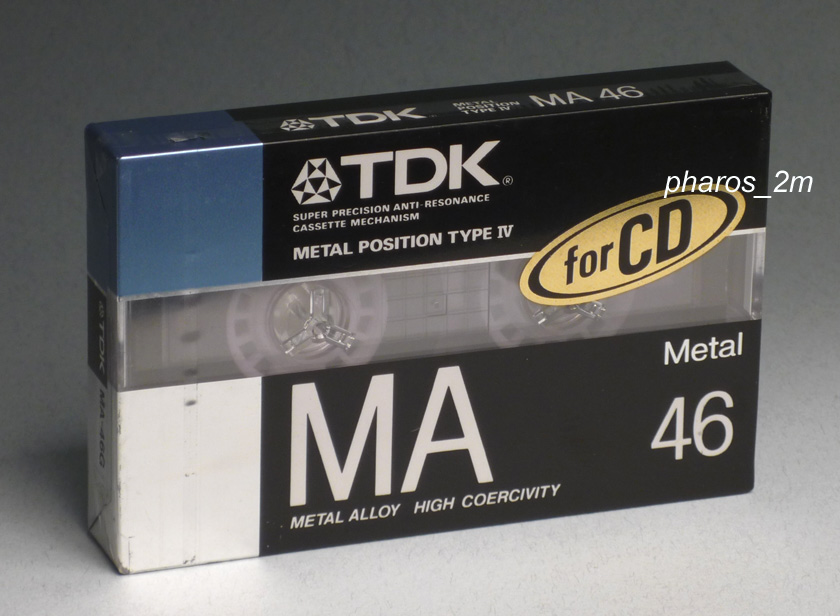 TDK
METAL
POSITION
TYPE IV
MA 46
TDK®
SUPER PRECISION ANTI-RESONANCE
CASSETTE MECHANISM
METAL POSITION TYPE IV
pharos_2m
for CD
Metal
MA
46
METAL ALLOY HIGH COERCIVITY
TDK MA-46G